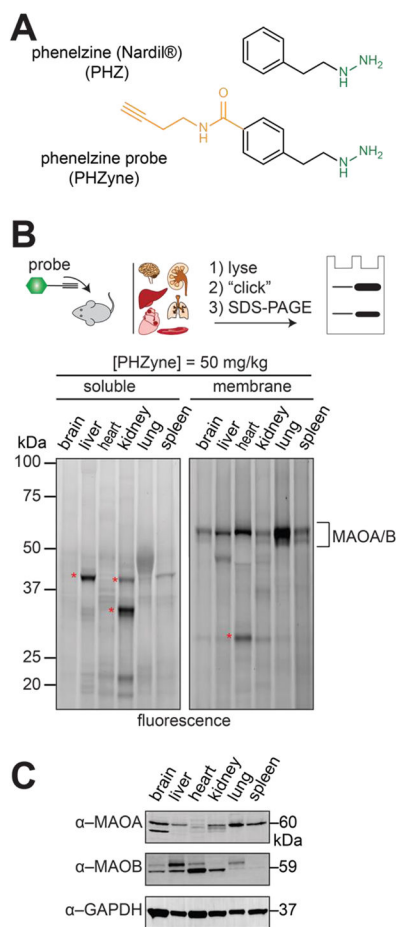 A
phenelzine (Nardil®)
(PHZ)
N
H
NH₂
O
N
H
N
H
NH₂
phenelzine probe
(PHZyne)
B
probe
1) lyse
2) "click"
3) SDS-PAGE
[PHZyne] = 50 mg/kg
soluble membrane
brain liver heart kidney lung spleen brain liver heart kidney lung spleen
kDa
100
75
50
37
25
20
* * * *
MAOA/B
fluorescence
C
brain liver heart kidney lung spleen
α–MAOA 60
kDa
α–MAOB 59
α–GAPDH 37